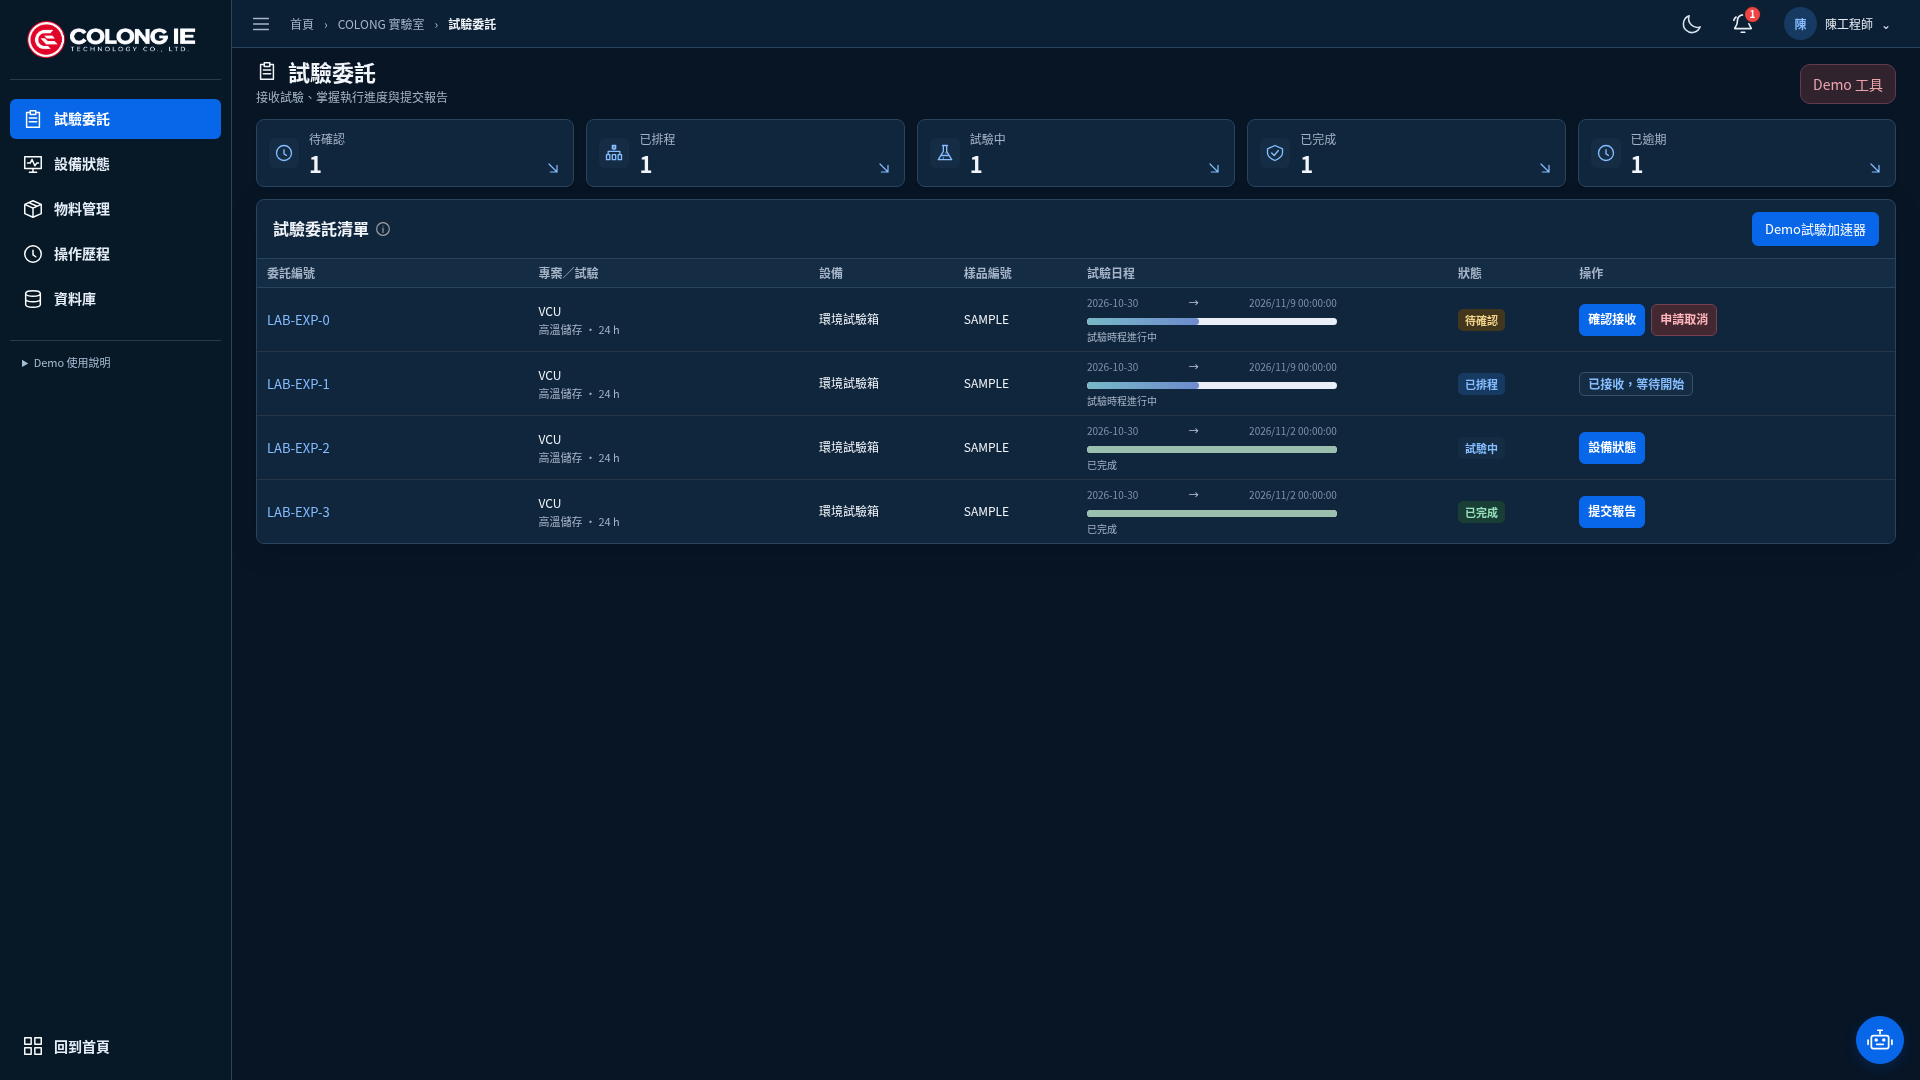 COLONG IE
TECHNOLOGY CO., LTD.
試驗委託
設備狀態
物料管理
操作歷程
資料庫
Demo 使用說明
回到首頁
首頁 › COLONG 實驗室 › 試驗委託
1
陳 陳工程師
試驗委託
接收試驗、掌握執行進度與提交報告
Demo 工具
待確認
1
已排程
1
試驗中
1
已完成
1
已逾期
1
試驗委託清單
Demo試驗加速器
委託編號 專案／試驗 設備 樣品編號 試驗日程 狀態 操作
LAB-EXP-0
VCU
高溫儲存 · 24 h
環境試驗箱
SAMPLE
2026-10-30 → 2026/11/9 00:00:00
試驗時程進行中
待確認
確認接收 申請取消
LAB-EXP-1
VCU
高溫儲存 · 24 h
環境試驗箱
SAMPLE
2026-10-30 → 2026/11/9 00:00:00
試驗時程進行中
已排程
已接收，等待開始
LAB-EXP-2
VCU
高溫儲存 · 24 h
環境試驗箱
SAMPLE
2026-10-30 → 2026/11/2 00:00:00
已完成
試驗中
設備狀態
LAB-EXP-3
VCU
高溫儲存 · 24 h
環境試驗箱
SAMPLE
2026-10-30 → 2026/11/2 00:00:00
已完成
已完成
提交報告